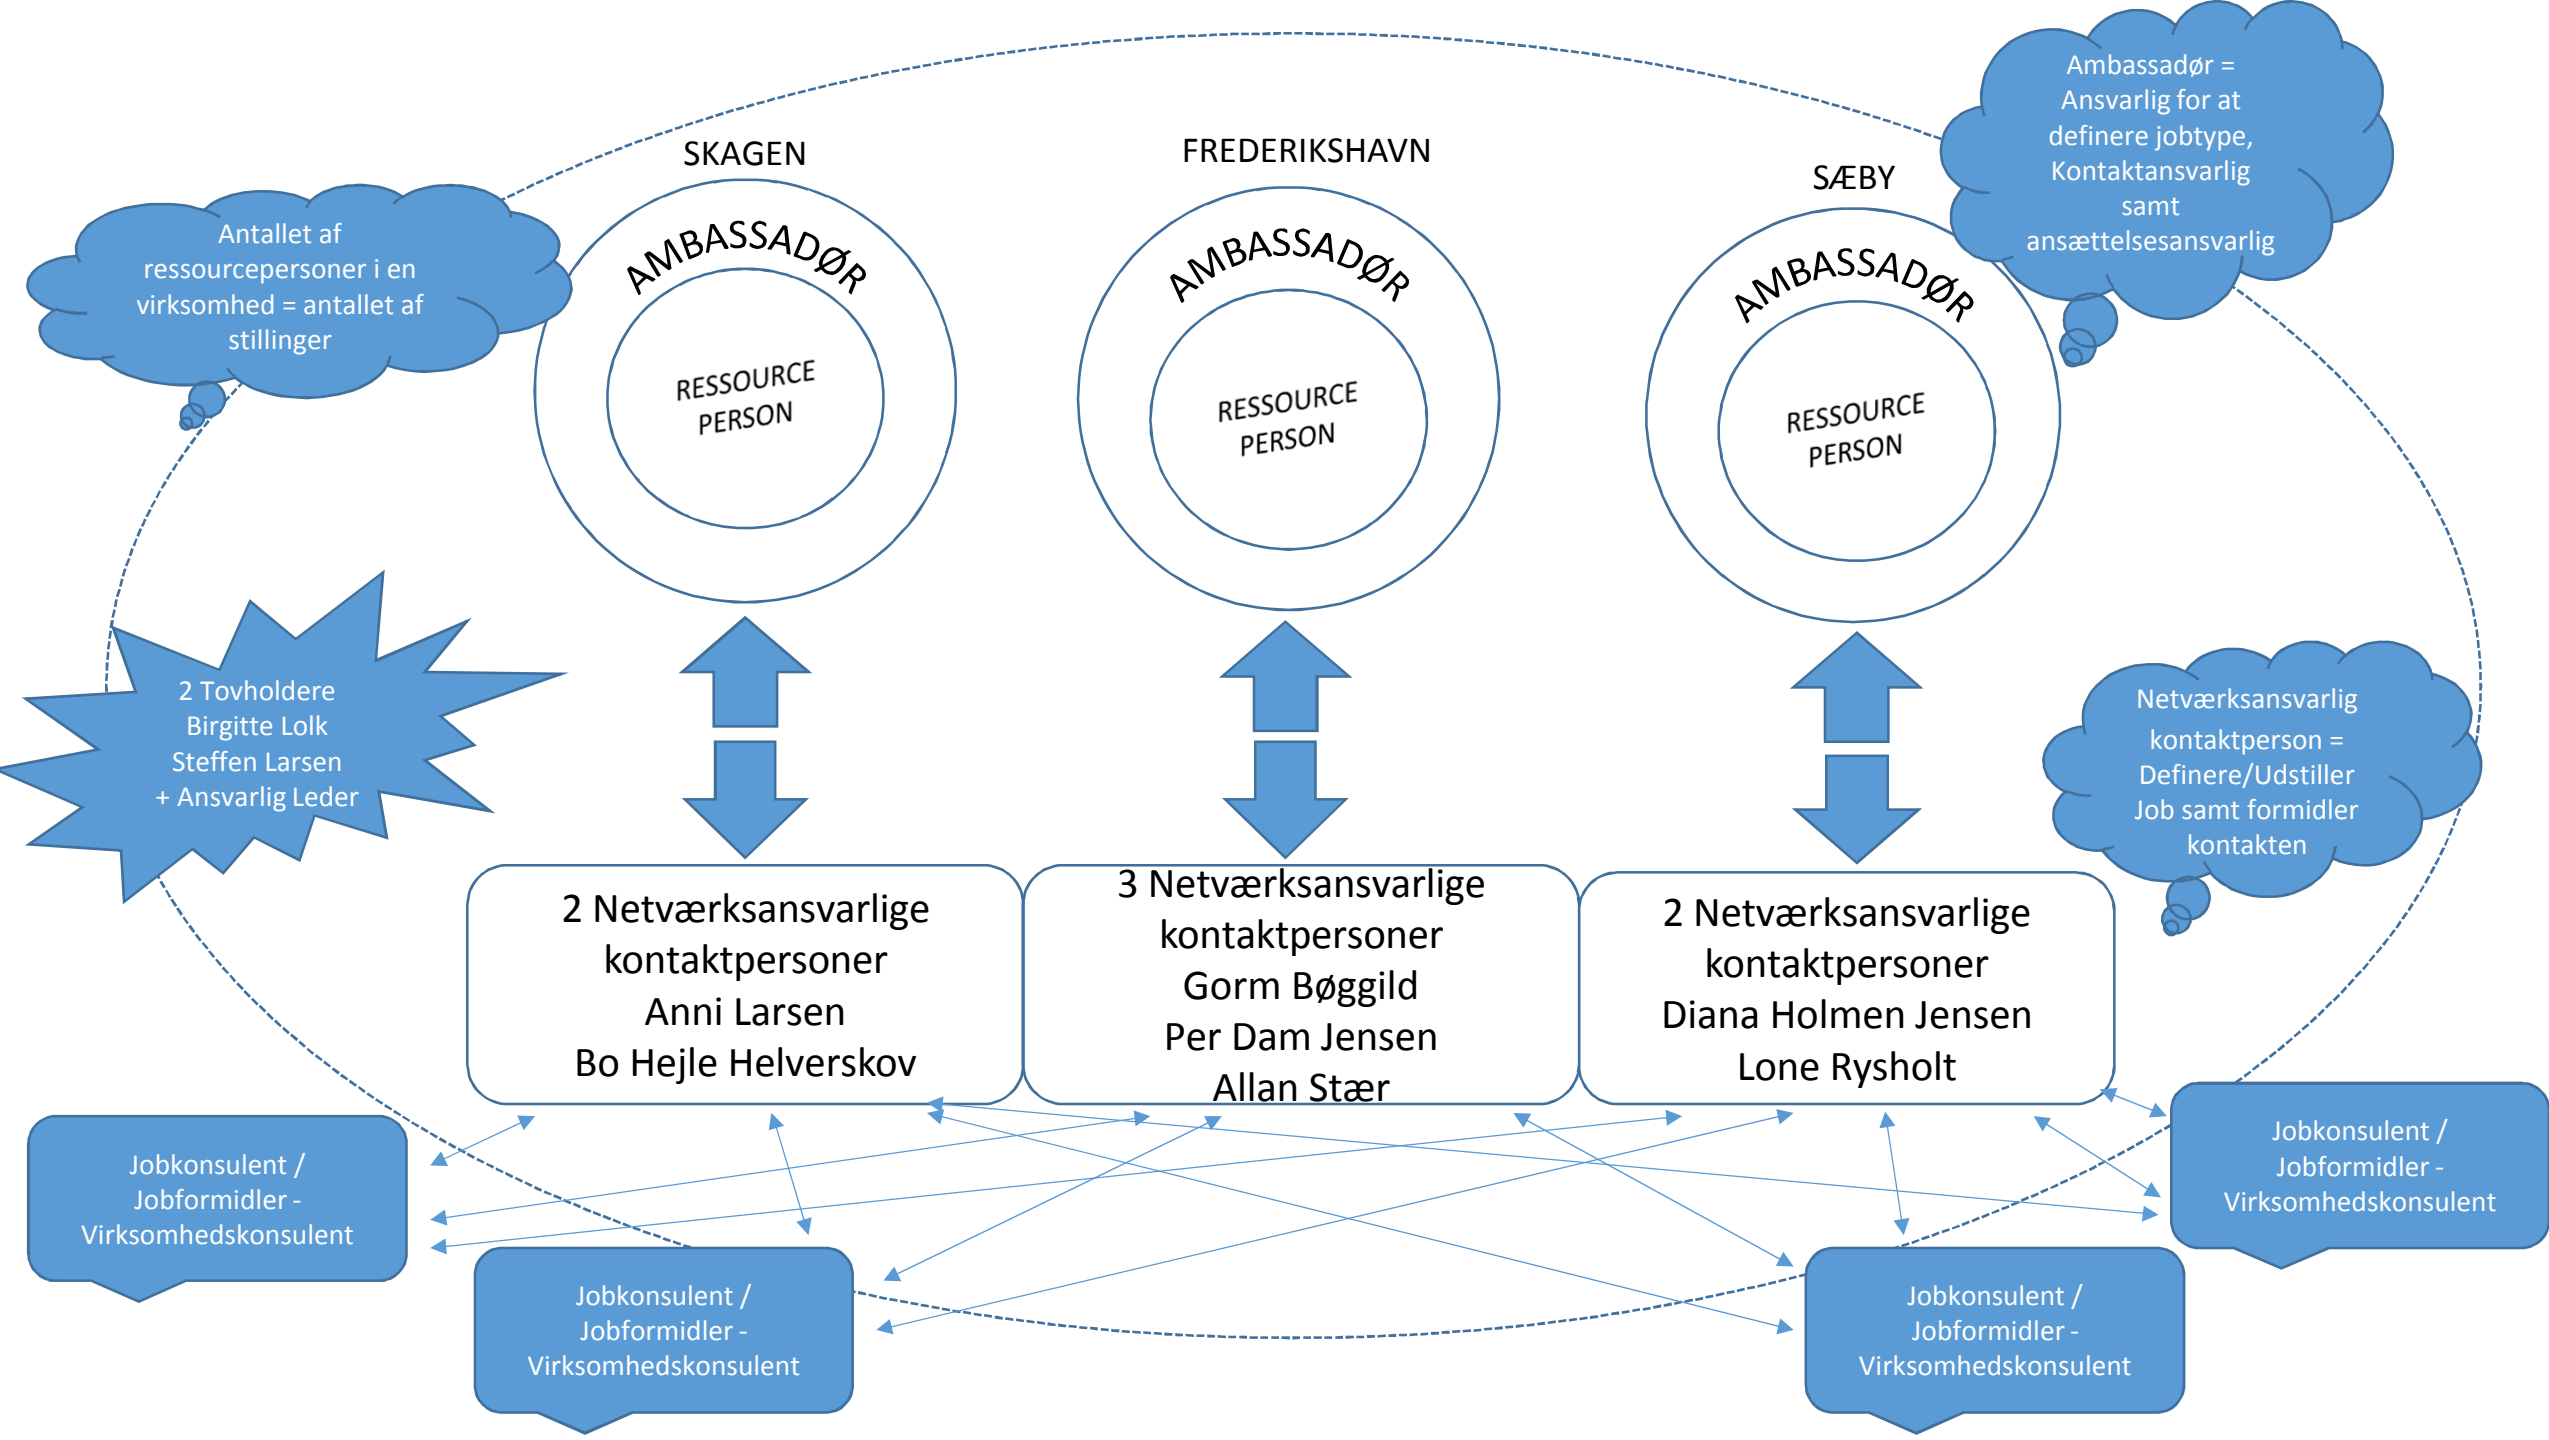 SKAGEN
FREDERIKSHAVN
SÆBY
Ambassadør =
Ansvarlig for at
definere jobtype,
Kontaktansvarlig
samt
ansættelsesansvarlig
Antallet af
ressourcepersoner i en
virksomhed = antallet af
stillinger
AMBASSADØR
RESSOURCE
PERSON
AMBASSADØR
RESSOURCE
PERSON
AMBASSADØR
RESSOURCE
PERSON
2 Tovholdere
Birgitte Lolk
Steffen Larsen
+ Ansvarlig Leder
Netværksansvarlig
kontaktperson =
Definere/Udstiller
Job samt formidler
kontakten
2 Netværksansvarlige
kontaktpersoner
Anni Larsen
Bo Hejle Helverskov
3 Netværksansvarlige
kontaktpersoner
Gorm Bøggild
Per Dam Jensen
Allan Stær
2 Netværksansvarlige
kontaktpersoner
Diana Holmen Jensen
Lone Rysholt
Jobkonsulent /
Jobformidler -
Virksomhedskonsulent
Jobkonsulent /
Jobformidler -
Virksomhedskonsulent
Jobkonsulent /
Jobformidler -
Virksomhedskonsulent
Jobkonsulent /
Jobformidler -
Virksomhedskonsulent